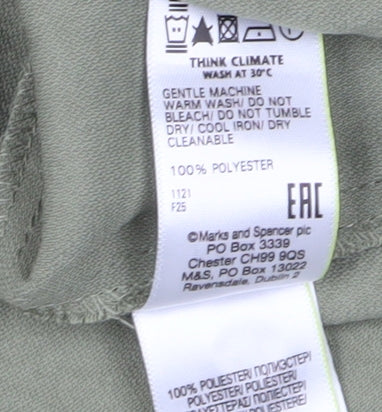 THINK CLIMATE
WASH AT 30°C
GENTLE MACHINE
WARM WASH/ DO NOT
BLEACH/ DO NOT TUMBLE
DRY/ COOL IRON/ DRY
CLEANABLE
100% POLYESTER
1121
F25
EAC
©Marks and Spencer plc
PO Box 3339
Chester CH99 9QS
M&S, PO Box 13022
Ravensdale, Dublin 2
100% POLIESTER/ ПОЛИЭСТЕР/
POLYESTER/ POLIESTER/